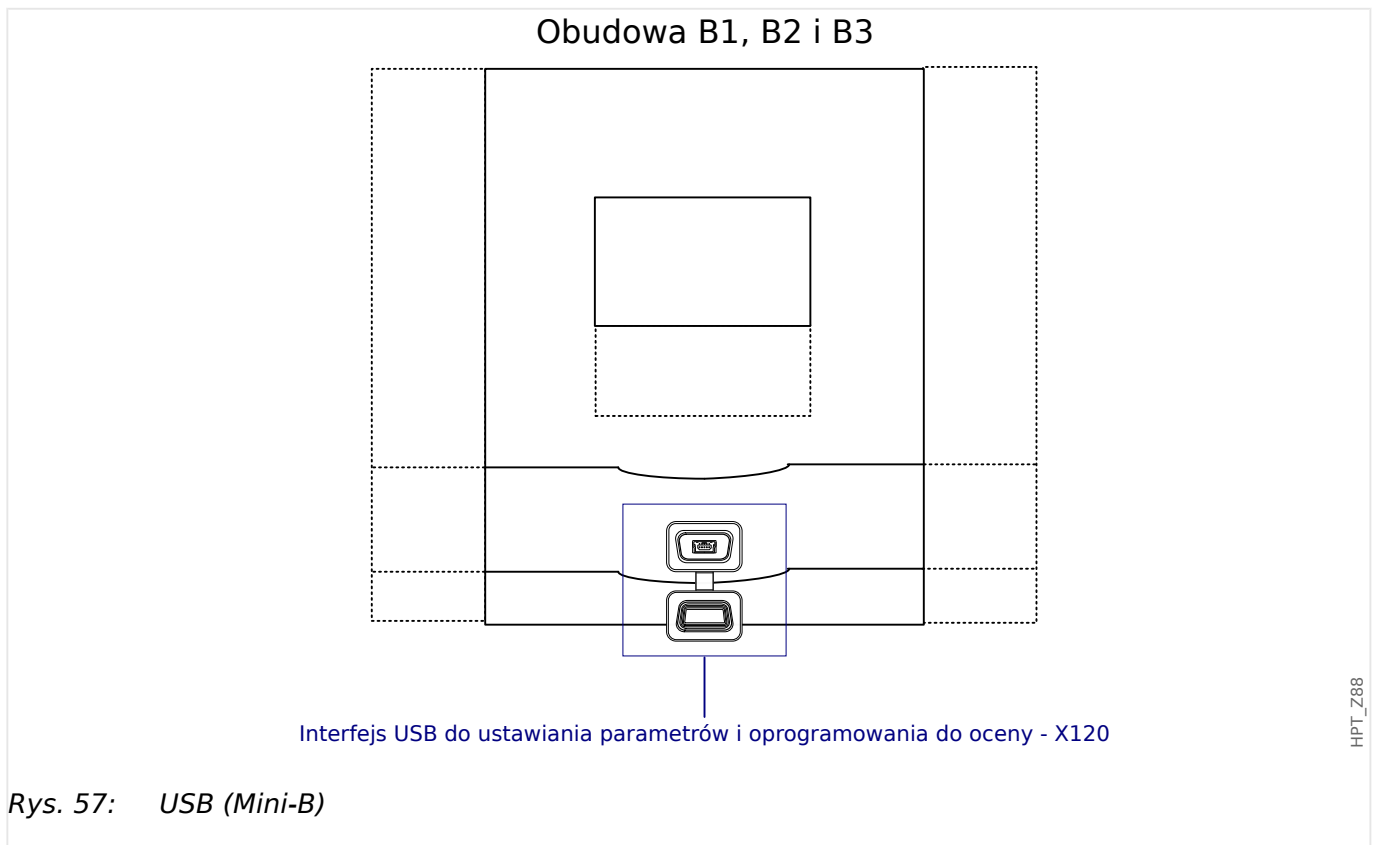 Obudowa B1, B2 i B3
Interfejs USB do ustawiania parametrów i oprogramowania do oceny - X120
HPT_Z88
Rys. 57: USB (Mini-B)